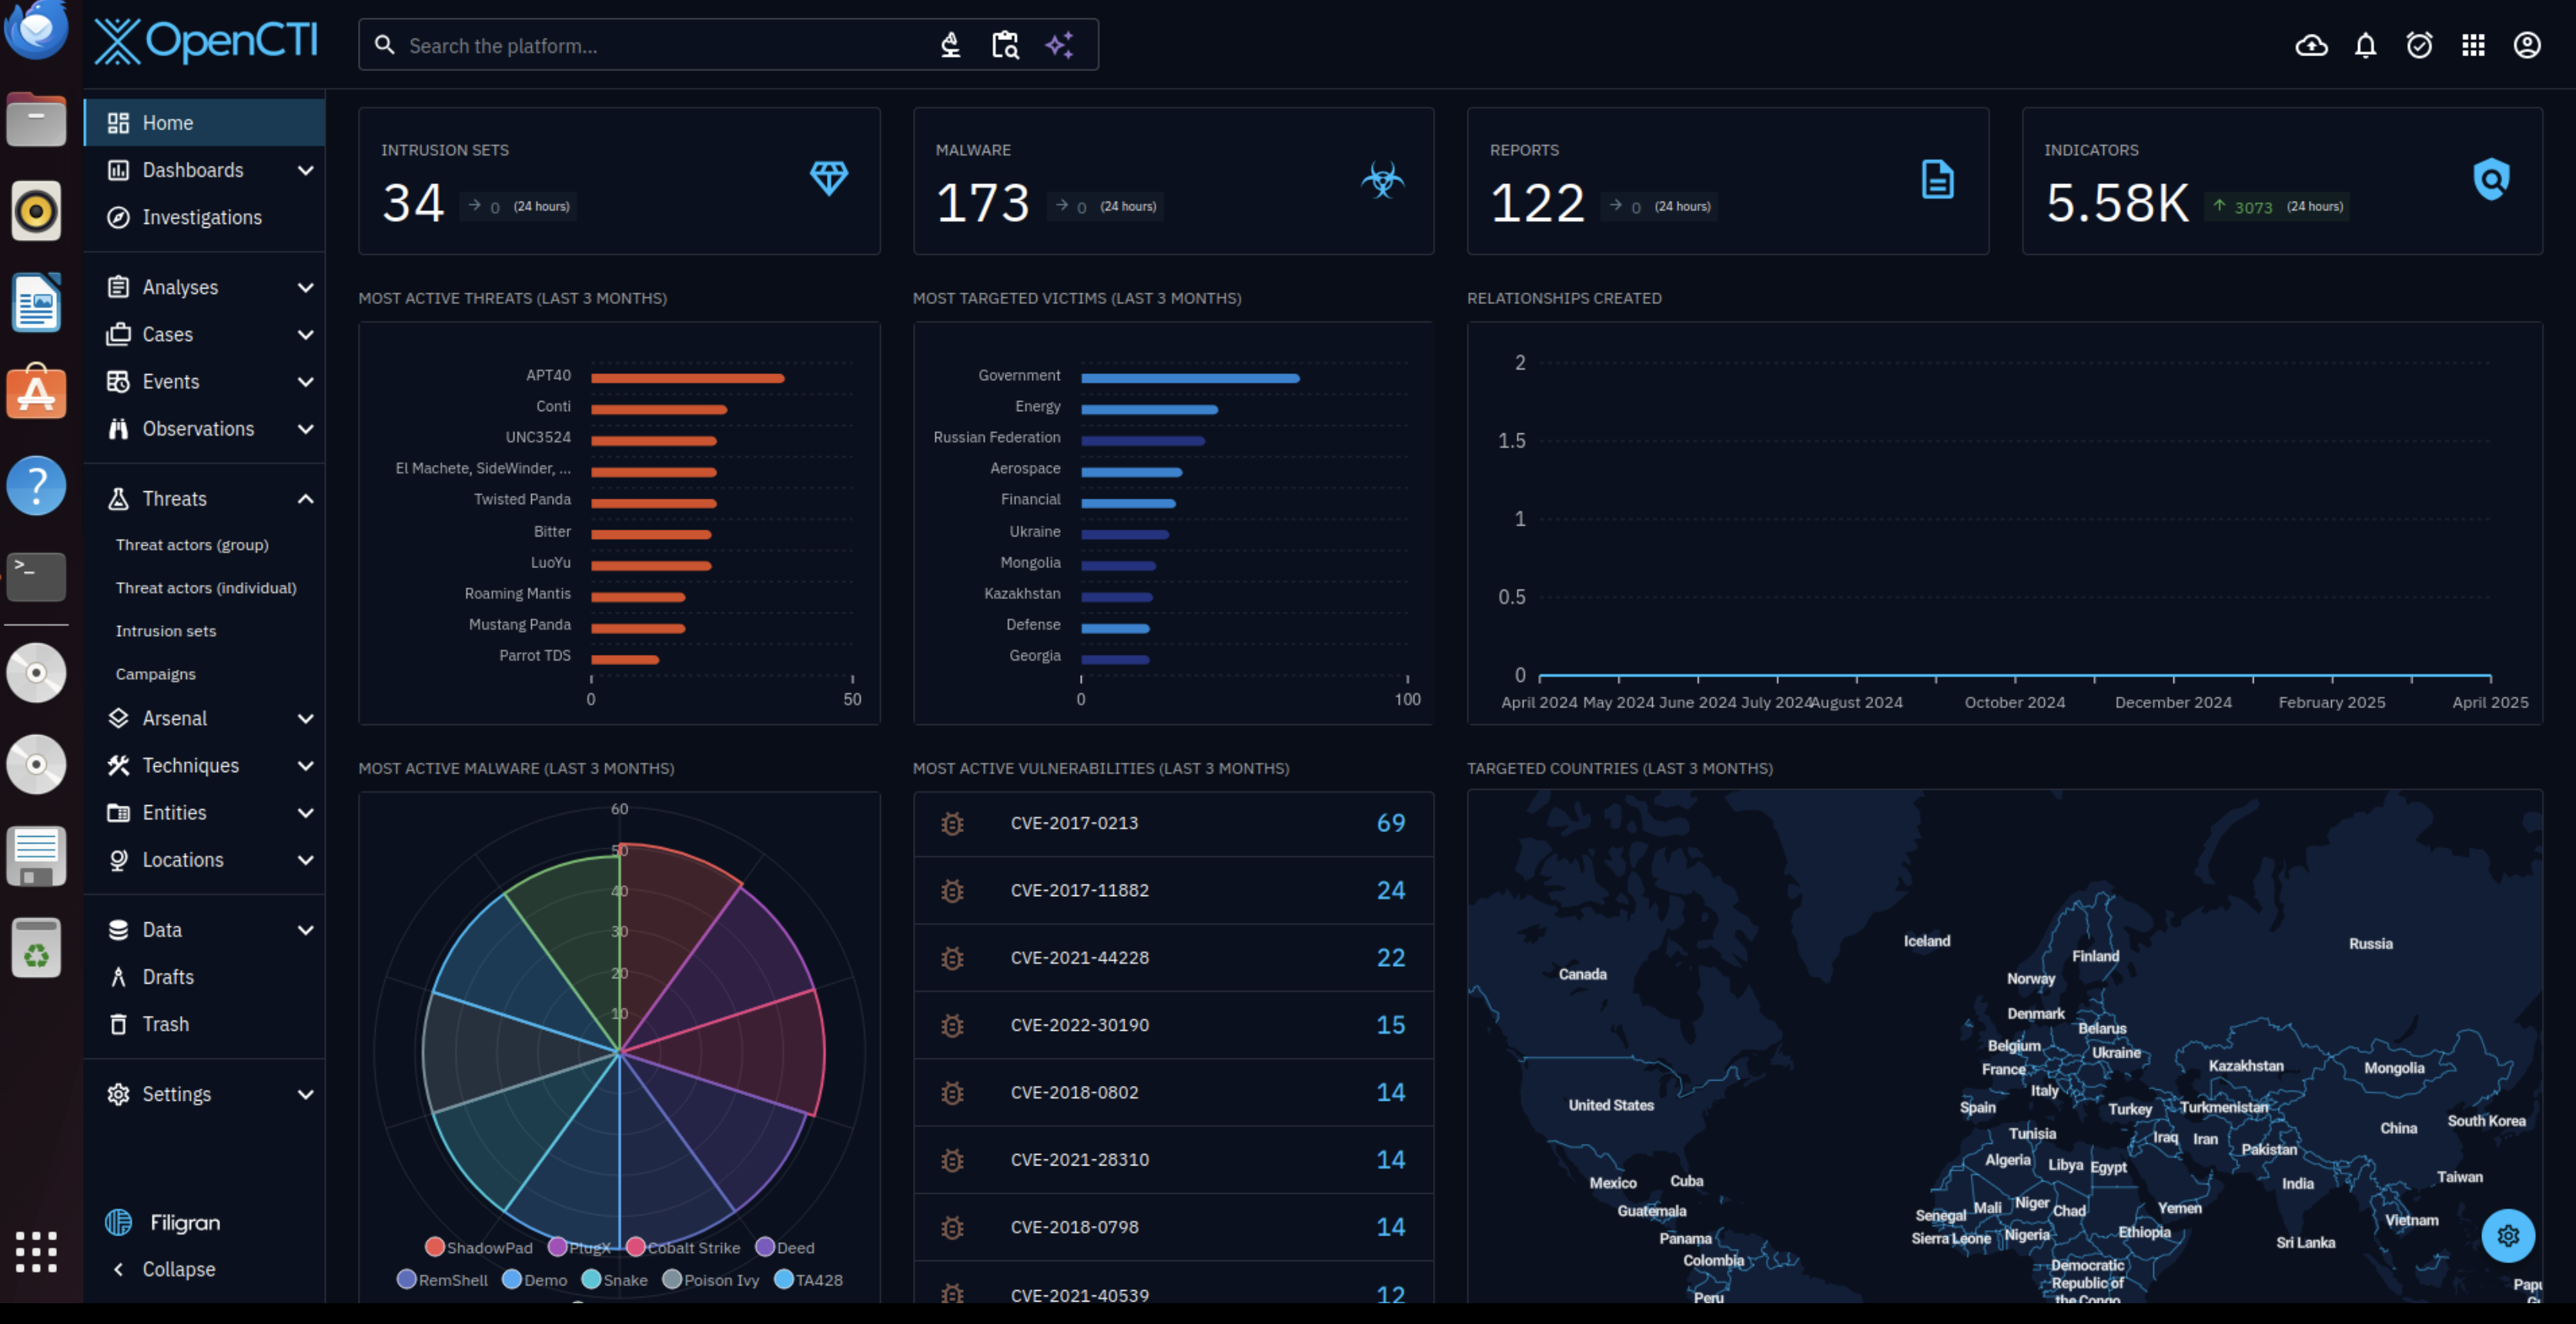 OpenCTI
Search the platform...
Home
Dashboards
Investigations
Analyses
Cases
Events
Observations
Threats
Threat actors (group)
Threat actors (individual)
Intrusion sets
Campaigns
Arsenal
Techniques
Entities
Locations
Data
Drafts
Trash
Settings
Filigran
Collapse
INTRUSION SETS
34 → 0 (24 hours)
MALWARE
173 → 0 (24 hours)
REPORTS
122 → 0 (24 hours)
INDICATORS
5.58K ↑ 3073 (24 hours)
MOST ACTIVE THREATS (LAST 3 MONTHS)
APT40
Conti
UNC3524
El Machete, SideWinder, ...
Twisted Panda
Bitter
LuoYu
Roaming Mantis
Mustang Panda
Parrot TDS
0 50
MOST TARGETED VICTIMS (LAST 3 MONTHS)
Government
Energy
Russian Federation
Aerospace
Financial
Ukraine
Mongolia
Kazakhstan
Defense
Georgia
0 100
RELATIONSHIPS CREATED
2
1.5
1
0.5
0
April 2024 May 2024 June 2024 July 2024 August 2024 October 2024 December 2024 February 2025 April 2025
MOST ACTIVE MALWARE (LAST 3 MONTHS)
60
50
40
30
20
10
ShadowPad PlugX Cobalt Strike Deed
RemShell Demo Snake Poison Ivy TA428
MOST ACTIVE VULNERABILITIES (LAST 3 MONTHS)
CVE-2017-0213 69
CVE-2017-11882 24
CVE-2021-44228 22
CVE-2022-30190 15
CVE-2018-0802 14
CVE-2021-28310 14
CVE-2018-0798 14
CVE-2021-40539 12
TARGETED COUNTRIES (LAST 3 MONTHS)
Iceland
Russia
Finland
Canada
Norway
Denmark
Belarus
Belgium
Ukraine
France
Kazakhstan
Mongolia
Italy
United States
Spain
Turkey
Turkmenistan
South Korea
China
Tunisia
Iraq
Iran
Pakistan
Algeria
Libya
Egypt
Taiwan
Mexico
Cuba
India
Mali
Niger
Chad
Yemen
Guatemala
Senegal
Vietnam
Panama
Sierra Leone
Nigeria
Ethiopia
Sri Lanka
Colombia
Democratic
Republic of
the Congo
Peru